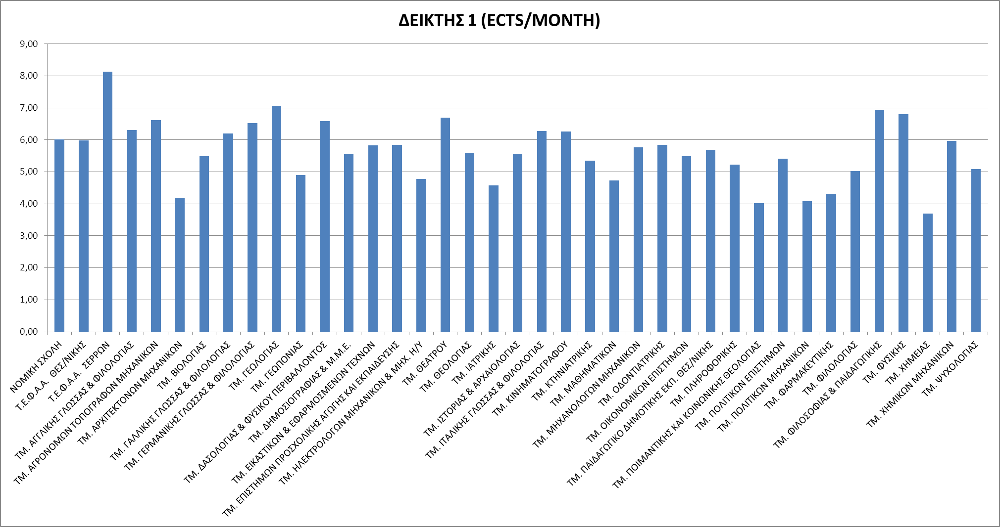 ΔΕΙΚΤΗΣ 1 (ECTS/MONTH)
9,00
8,00
7,00
6,00
5,00
4,00
3,00
2,00
1,00
0,00
ΝΟΜΙΚΗ ΣΧΟΛΗ
Τ.Ε.Φ.Α.Α. ΘΕΣ/ΝΙΚΗΣ
Τ.Ε.Φ.Α.Α. ΣΕΡΡΩΝ
ΤΜ. ΑΓΓΛΙΚΗΣ ΓΛΩΣΣΑΣ & ΦΙΛΟΛΟΓΙΑΣ
ΤΜ. ΑΓΡΟΝΟΜΩΝ ΤΟΠΟΓΡΑΦΩΝ ΜΗΧΑΝΙΚΩΝ
ΤΜ. ΑΡΧΙΤΕΚΤΟΝΩΝ ΜΗΧΑΝΙΚΩΝ
ΤΜ. ΒΙΟΛΟΓΙΑΣ
ΤΜ. ΓΑΛΛΙΚΗΣ ΓΛΩΣΣΑΣ & ΦΙΛΟΛΟΓΙΑΣ
ΤΜ. ΓΕΡΜΑΝΙΚΗΣ ΓΛΩΣΣΑΣ & ΦΙΛΟΛΟΓΙΑΣ
ΤΜ. ΓΕΩΛΟΓΙΑΣ
ΤΜ. ΓΕΩΠΟΝΙΑΣ
ΤΜ. ΔΑΣΟΛΟΓΙΑΣ & ΦΥΣΙΚΟΥ ΠΕΡΙΒΑΛΛΟΝΤΟΣ
ΤΜ. ΔΗΜΟΣΙΟΓΡΑΦΙΑΣ & Μ.Μ.Ε.
ΤΜ. ΕΙΚΑΣΤΙΚΩΝ & ΕΦΑΡΜΟΣΜΕΝΩΝ ΤΕΧΝΩΝ
ΤΜ. ΕΠΙΣΤΗΜΩΝ ΠΡΟΣΧΟΛΙΚΗΣ ΑΓΩΓΗΣ ΚΑΙ ΕΚΠΑΙΔΕΥΣΗΣ
ΤΜ. ΗΛΕΚΤΡΟΛΟΓΩΝ ΜΗΧΑΝΙΚΩΝ & ΜΗΧ. Η/Υ
ΤΜ. ΘΕΑΤΡΟΥ
ΤΜ. ΘΕΟΛΟΓΙΑΣ
ΤΜ. ΙΑΤΡΙΚΗΣ
ΤΜ. ΙΣΤΟΡΙΑΣ & ΑΡΧΑΙΟΛΟΓΙΑΣ
ΤΜ. ΙΤΑΛΙΚΗΣ ΓΛΩΣΣΑΣ & ΦΙΛΟΛΟΓΙΑΣ
ΤΜ. ΚΙΝΗΜΑΤΟΓΡΑΦΟΥ
ΤΜ. ΚΤΗΝΙΑΤΡΙΚΗΣ
ΤΜ. ΜΑΘΗΜΑΤΙΚΩΝ
ΤΜ. ΜΗΧΑΝΟΛΟΓΩΝ ΜΗΧΑΝΙΚΩΝ
ΤΜ. ΟΔΟΝΤΙΑΤΡΙΚΗΣ
ΤΜ. ΟΙΚΟΝΟΜΙΚΩΝ ΕΠΙΣΤΗΜΩΝ
ΤΜ. ΠΑΙΔΑΓΩΓΙΚΟ ΔΗΜΟΤΙΚΗΣ ΕΚΠ. ΘΕΣ/ΝΙΚΗΣ
ΤΜ. ΠΛΗΡΟΦΟΡΙΚΗΣ
ΤΜ. ΠΟΙΜΑΝΤΙΚΗΣ ΚΑΙ ΚΟΙΝΩΝΙΚΗΣ ΘΕΟΛΟΓΙΑΣ
ΤΜ. ΠΟΛΙΤΙΚΩΝ ΕΠΙΣΤΗΜΩΝ
ΤΜ. ΠΟΛΙΤΙΚΩΝ ΜΗΧΑΝΙΚΩΝ
ΤΜ. ΦΑΡΜΑΚΕΥΤΙΚΗΣ
ΤΜ. ΦΙΛΟΛΟΓΙΑΣ
ΤΜ. ΦΙΛΟΣΟΦΙΑΣ & ΠΑΙΔΑΓΩΓΙΚΗΣ
ΤΜ. ΦΥΣΙΚΗΣ
ΤΜ. ΧΗΜΕΙΑΣ
ΤΜ. ΧΗΜΙΚΩΝ ΜΗΧΑΝΙΚΩΝ
ΤΜ. ΨΥΧΟΛΟΓΙΑΣ